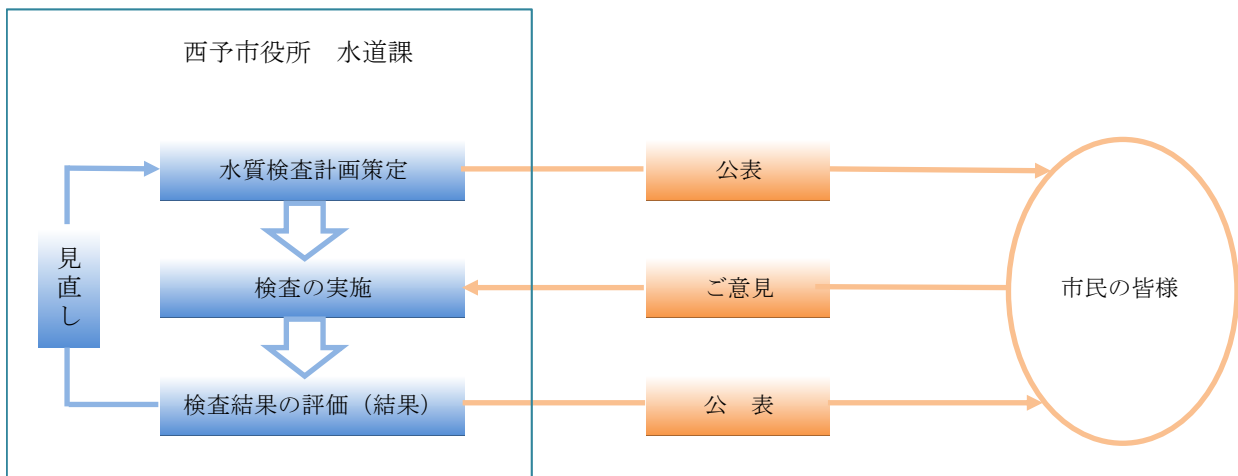 西予市役所　水道課
水質検査計画策定
公表
検査の実施
ご意見
市民の皆様
見直し
検査結果の評価（結果）
公　表